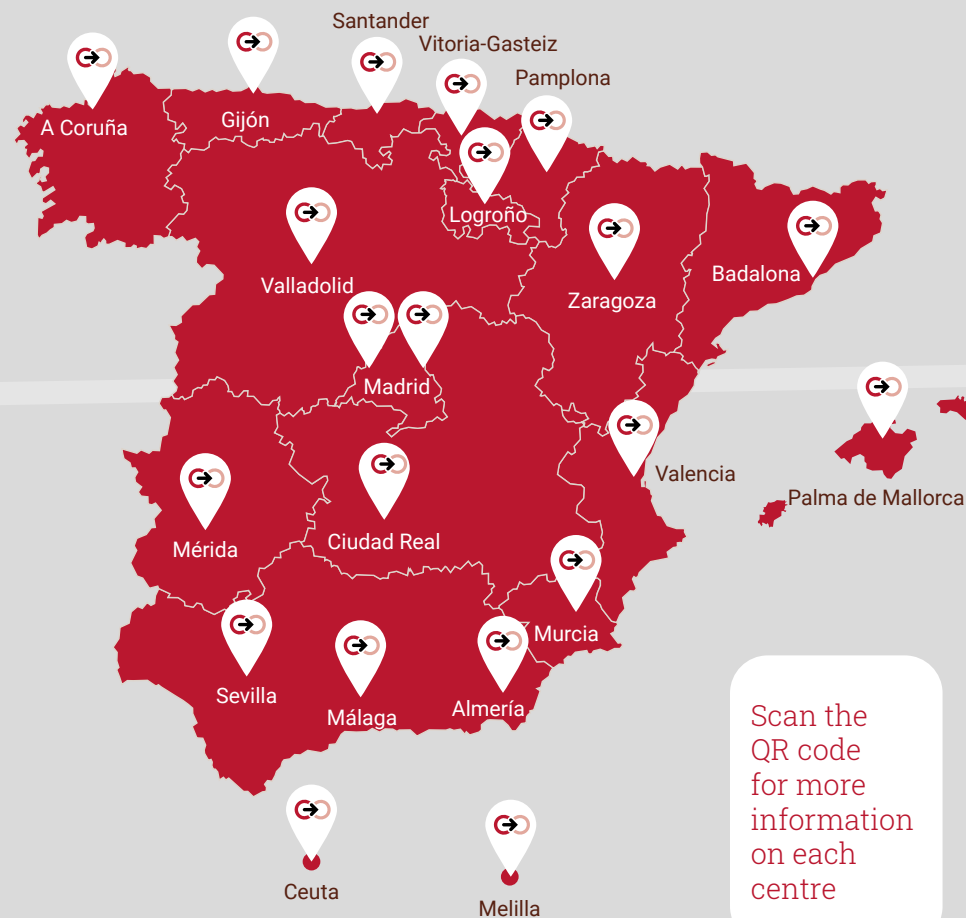 Santander
Vitoria-Gasteiz
Pamplona
A Coruña
Gijón
Logroño
Valladolid
Zaragoza
Badalona
Madrid
Valencia
Palma de Mallorca
Mérida
Ciudad Real
Murcia
Sevilla
Málaga
Almería
Ceuta
Melilla
Scan the
QR code
for more
information
on each
centre